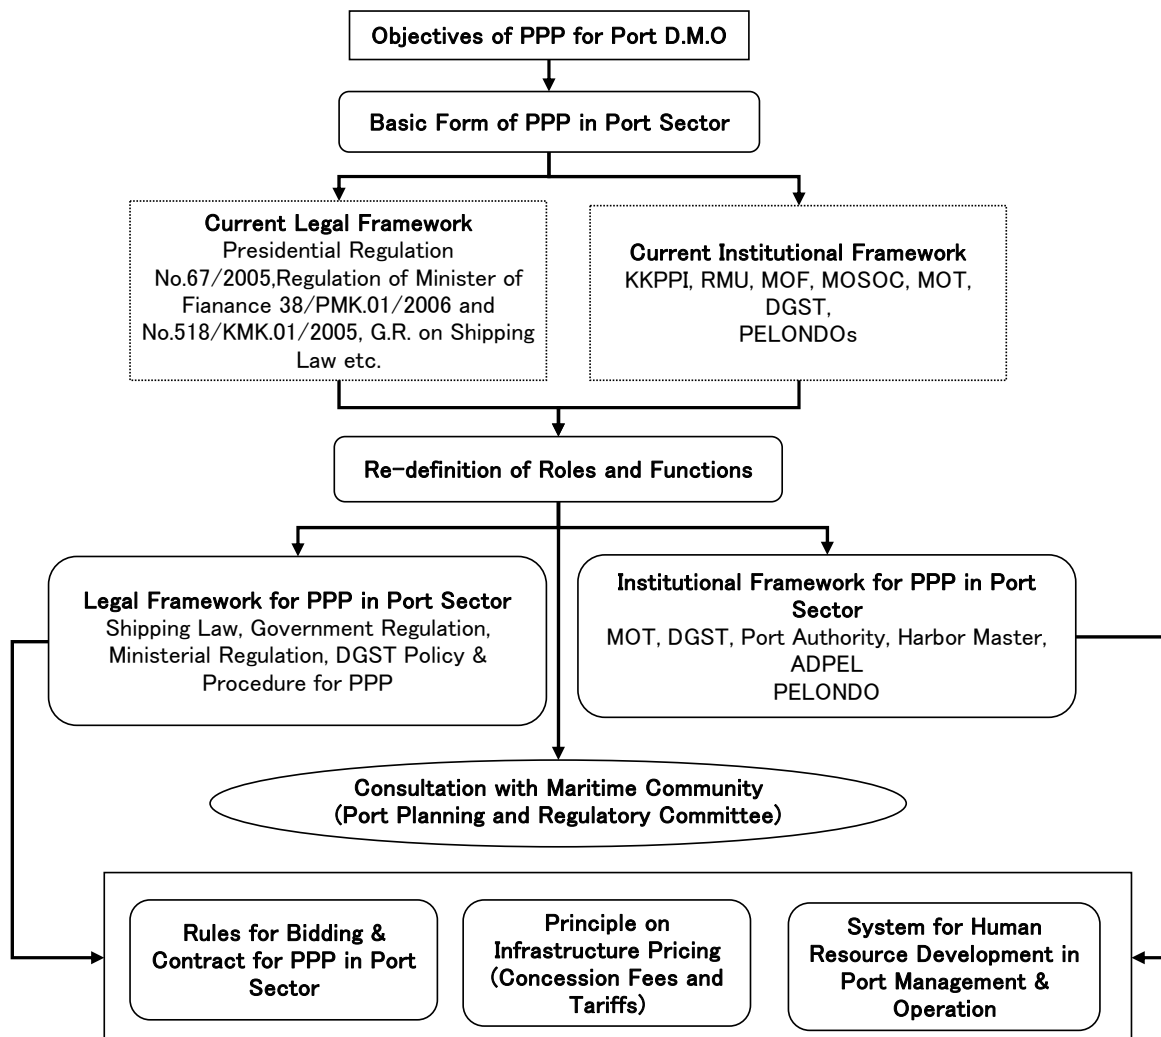 Objectives of PPP for Port D.M.O
Basic Form of PPP in Port Sector
Current Legal Framework
Presidential Regulation
No.67/2005,Regulation of Minister of
Fianance 38/PMK.01/2006 and
No.518/KMK.01/2005, G.R. on Shipping
Law etc.
Current Institutional Framework
KKPPI, RMU, MOF, MOSOC, MOT,
DGST,
PELONDOs
Re-definition of Roles and Functions
Legal Framework for PPP in Port Sector
Shipping Law, Government Regulation,
Ministerial Regulation, DGST Policy &
Procedure for PPP
Institutional Framework for PPP in Port
Sector
MOT, DGST, Port Authority, Harbor Master,
ADPEL
PELONDO
Consultation with Maritime Community
(Port Planning and Regulatory Committee)
Rules for Bidding &
Contract for PPP in Port
Sector
Principle on
Infrastructure Pricing
(Concession Fees and
Tariffs)
System for Human
Resource Development in
Port Management &
Operation